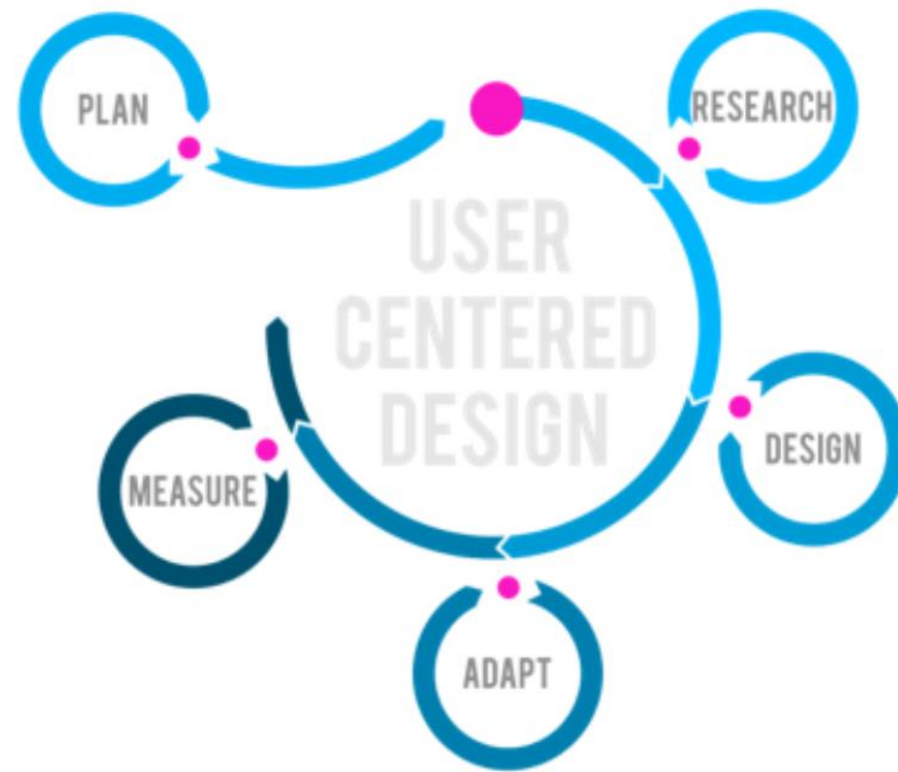 PLAN
RESEARCH
USER
CENTERED
DESIGN
DESIGN
MEASURE
ADAPT